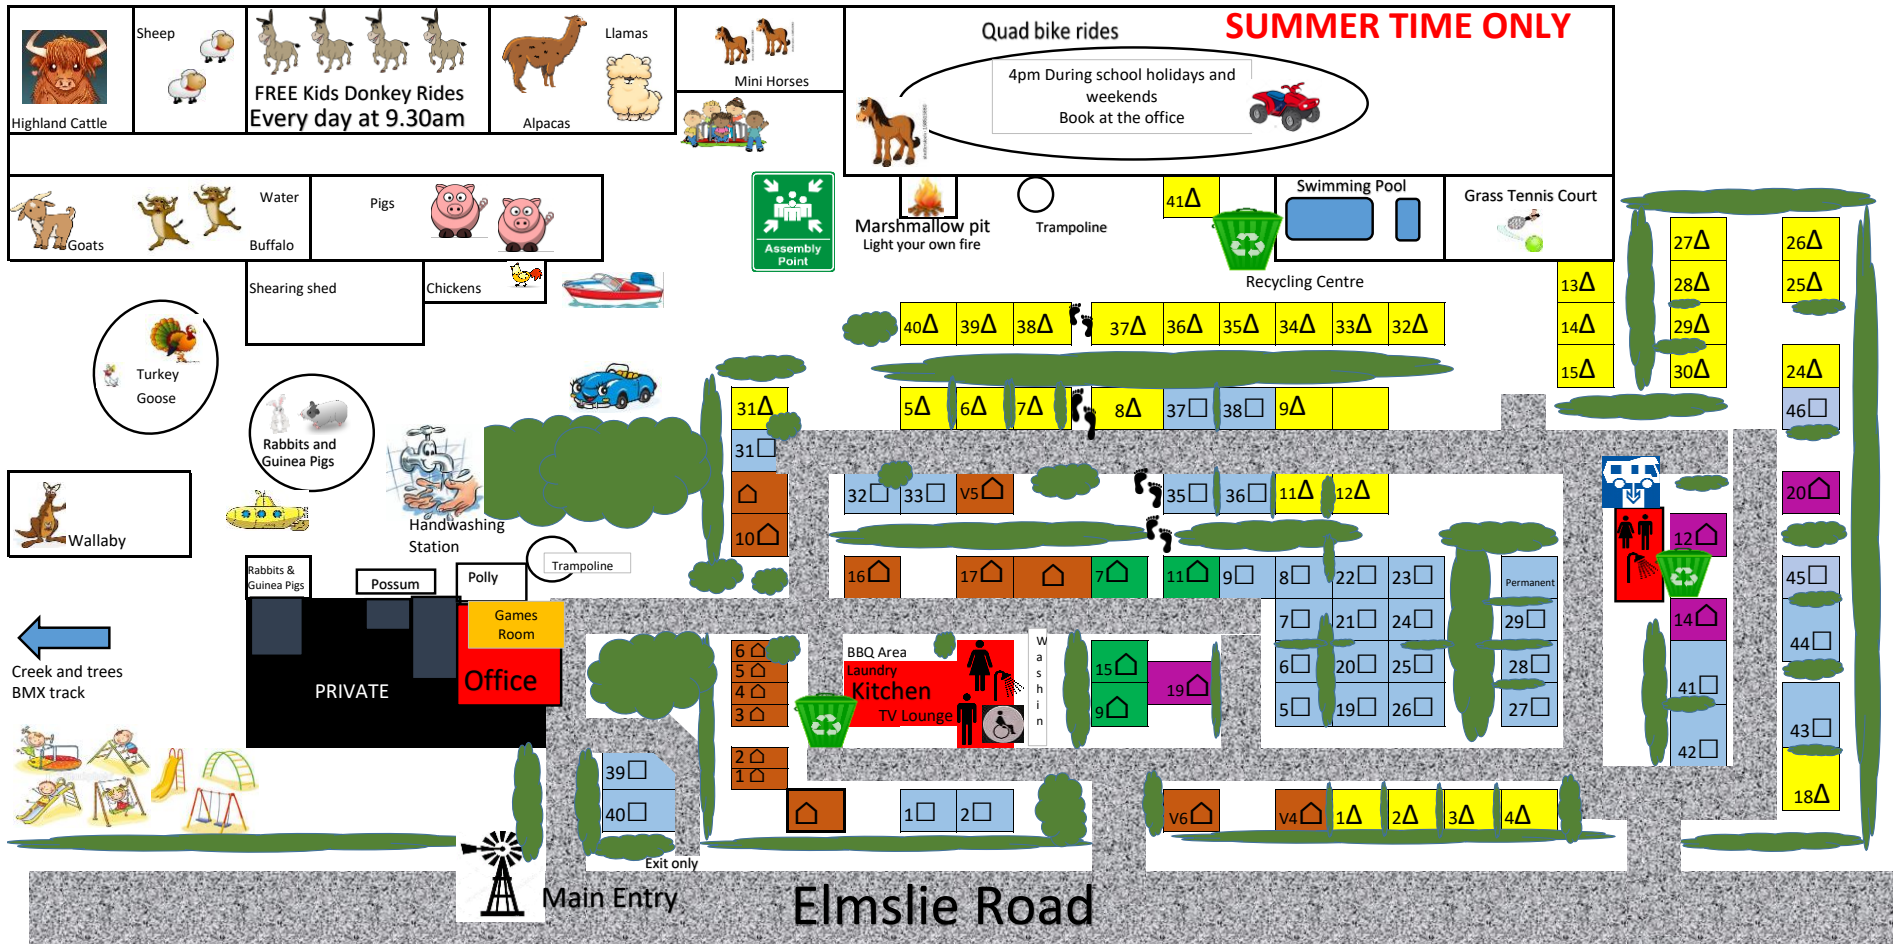 SUMMER TIME ONLY
Quad bike rides
4pm During school holidays and
weekends
Book at the office
Sheep
Highland Cattle
FREE Kids Donkey Rides
Every day at 9.30am
Llamas
Alpacas
Mini Horses
Goats
Water
Buffalo
Pigs
Assembly
Point
Marshmallow pit
Light your own fire
Trampoline
41Δ
Swimming Pool
Grass Tennis Court
Recycling Centre
Shearing shed
Chickens
Turkey
Goose
Rabbits and
Guinea Pigs
Handwashing
Station
Wallaby
Rabbits &
Guinea Pigs
Possum
Polly
Trampoline
Games
Room
Office
PRIVATE
Creek and trees
BMX track
27Δ
26Δ
13Δ
28Δ
25Δ
40Δ 39Δ 38Δ 37Δ 36Δ 35Δ 34Δ 33Δ 32Δ
14Δ
29Δ
15Δ
30Δ
24Δ
31Δ
5Δ 6Δ 7Δ 8Δ 37□ 38□ 9Δ
46□
31□
32□ 33□ V5 35□ 36□ 11Δ 12Δ
20
10
12
16 17 7 11 9□ 8□ 22□ 23□
Permanent
45□
7□ 21□ 24□ 29□
14
44□
6
5
4
3
2
1
BBQ Area
Laundry
Kitchen
TV Lounge
W
a
s
h
i
n
15
19
9
6□ 20□ 25□ 28□
41□
5□ 19□ 26□ 27□
43□
42□
39□
40□
1□ 2□
V6 V4 1Δ 2Δ 3Δ 4Δ
18Δ
Exit only
Main Entry
Elmslie Road